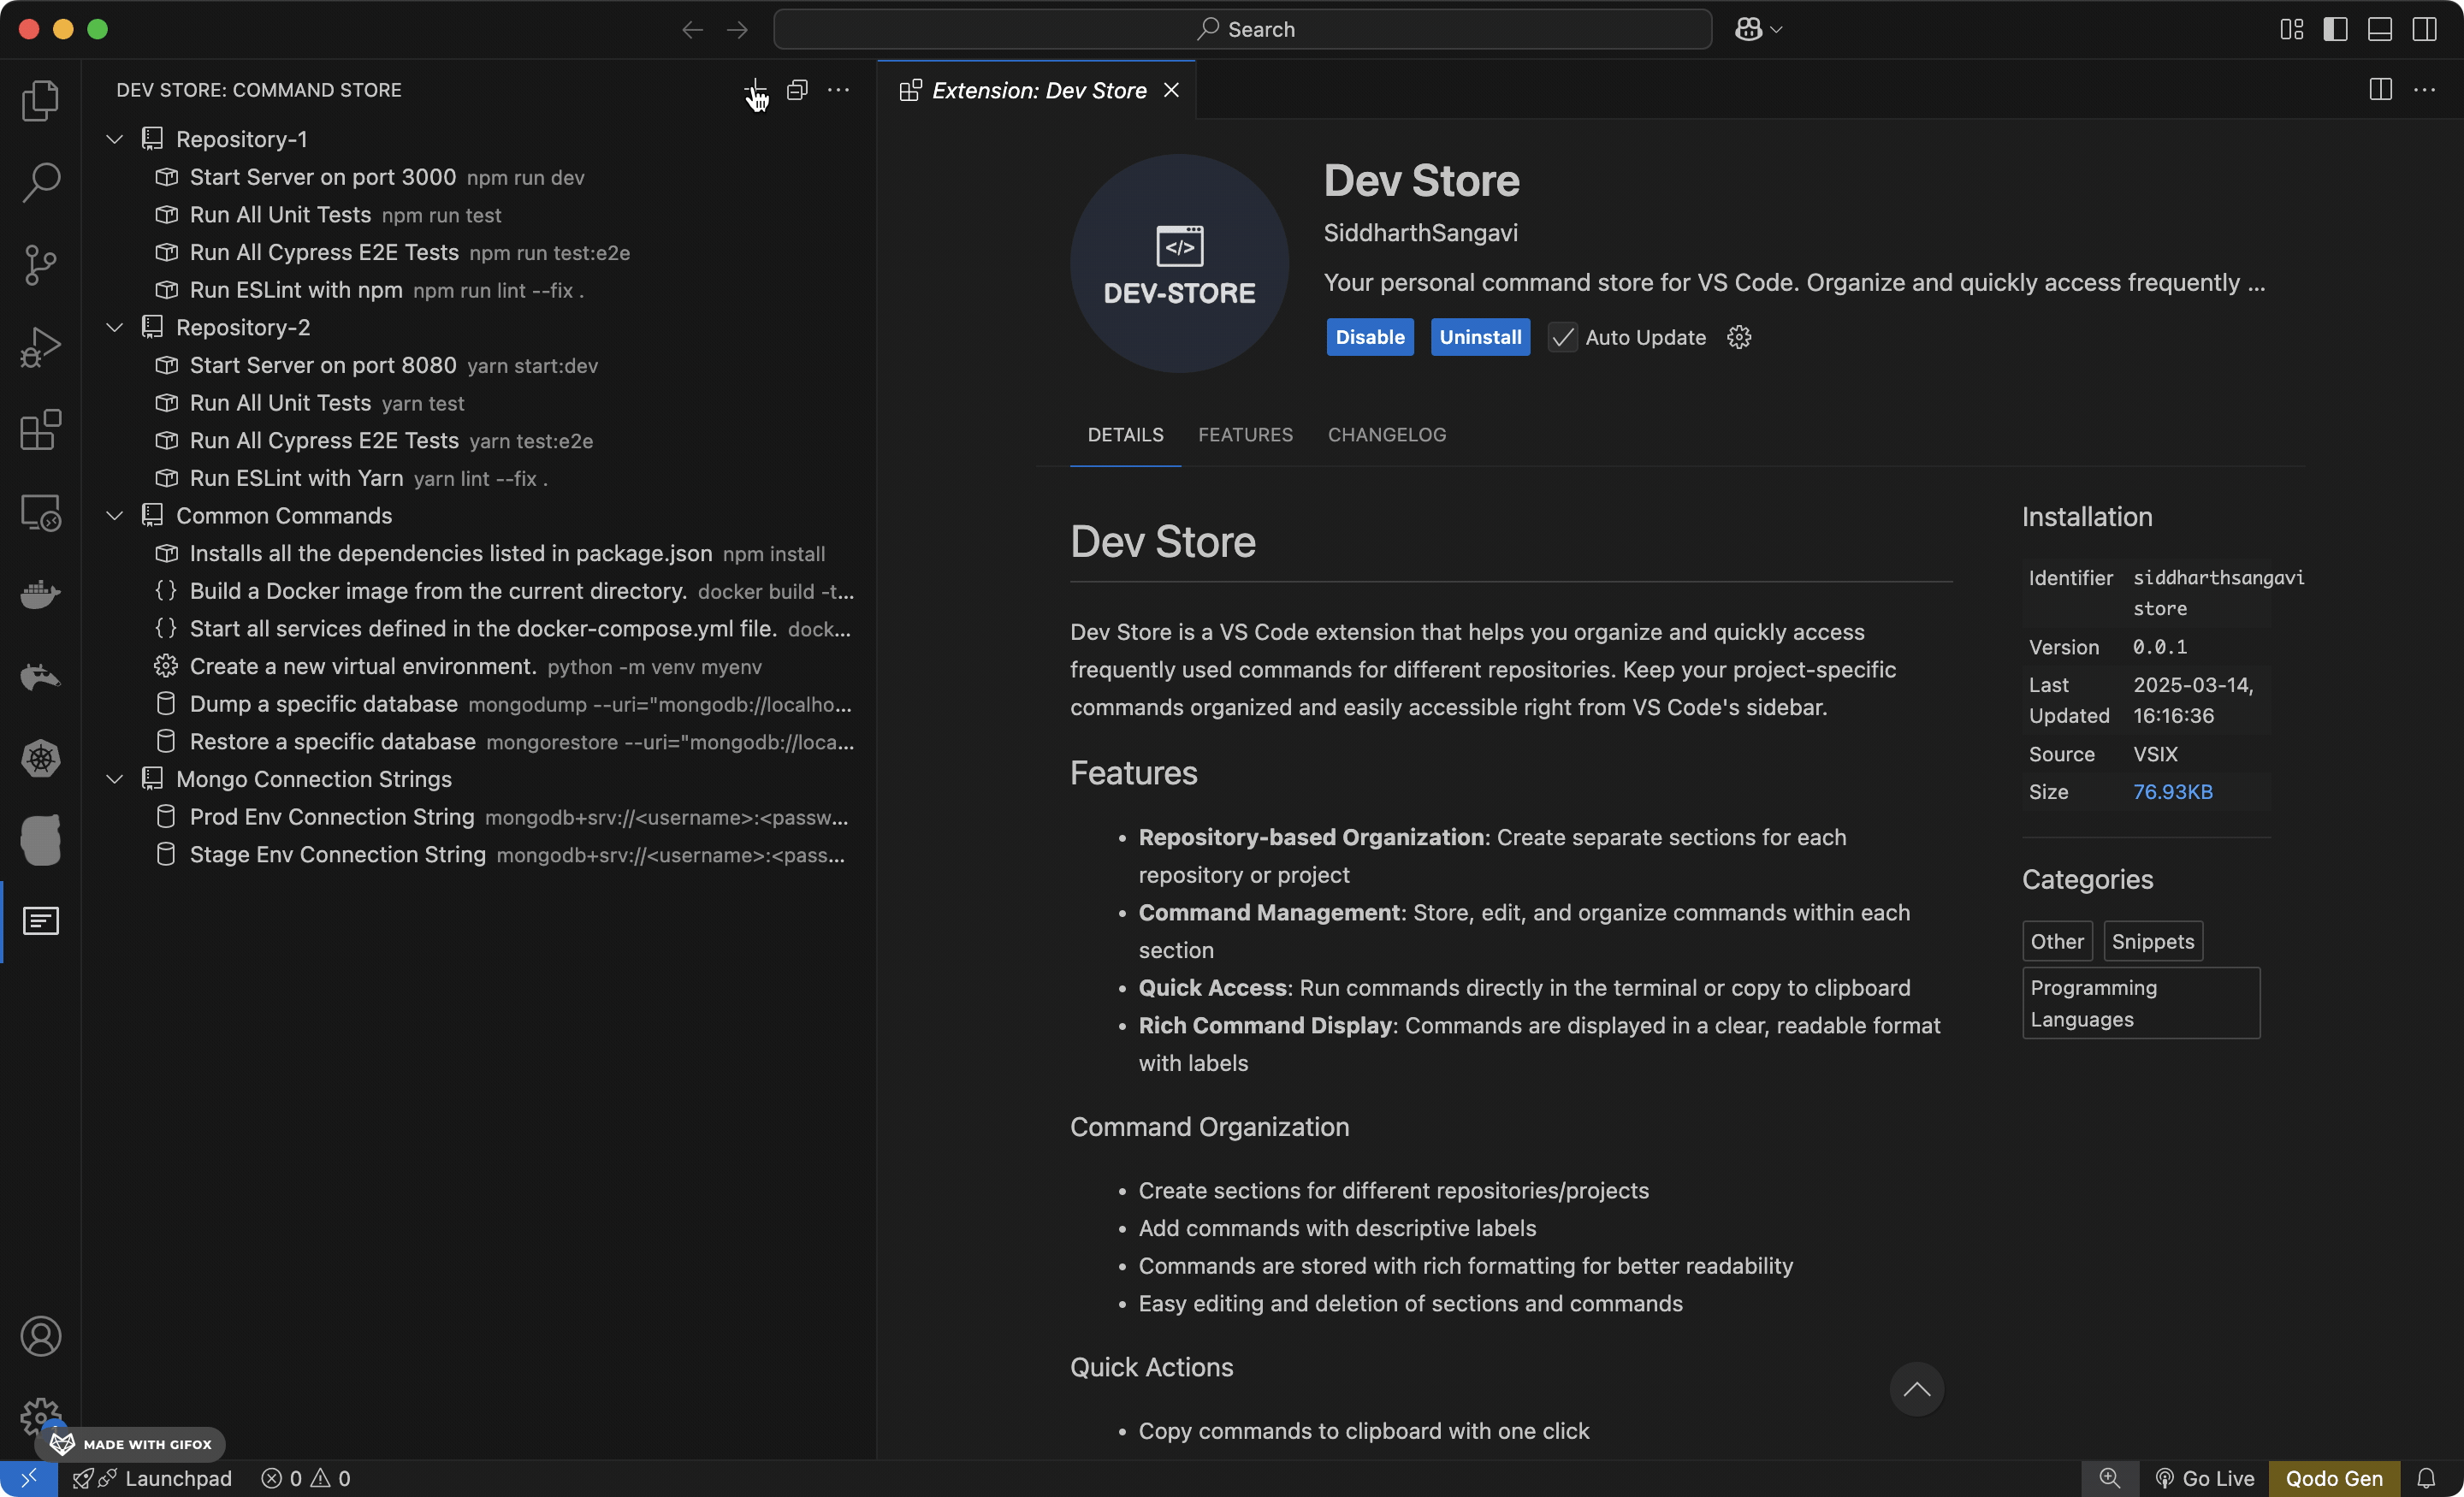 Search
DEV STORE: COMMAND STORE
Extension: Dev Store
Repository-1
Start Server on port 3000 npm run dev
Run All Unit Tests npm run test
Run All Cypress E2E Tests npm run test:e2e
Run ESLint with npm npm run lint --fix .
Repository-2
Start Server on port 8080 yarn start:dev
Run All Unit Tests yarn test
Run All Cypress E2E Tests yarn test:e2e
Run ESLint with Yarn yarn lint --fix .
Common Commands
Installs all the dependencies listed in package.json npm install
Build a Docker image from the current directory. docker build -t...
Start all services defined in the docker-compose.yml file. dock...
Create a new virtual environment. python -m venv myenv
Dump a specific database mongodump --uri="mongodb://localho...
Restore a specific database mongorestore --uri="mongodb://loca...
Mongo Connection Strings
Prod Env Connection String mongodb+srv://<username>:<passw...
Stage Env Connection String mongodb+srv://<username>:<pass...
</>
DEV-STORE
Dev Store
SiddharthSangavi
Your personal command store for VS Code. Organize and quickly access frequently ...
Disable
Uninstall
Auto Update
DETAILS
FEATURES
CHANGELOG
Dev Store
Dev Store is a VS Code extension that helps you organize and quickly access
frequently used commands for different repositories. Keep your project-specific
commands organized and easily accessible right from VS Code's sidebar.
Features
• Repository-based Organization: Create separate sections for each
repository or project
• Command Management: Store, edit, and organize commands within each
section
• Quick Access: Run commands directly in the terminal or copy to clipboard
• Rich Command Display: Commands are displayed in a clear, readable format
with labels
Command Organization
• Create sections for different repositories/projects
• Add commands with descriptive labels
• Commands are stored with rich formatting for better readability
• Easy editing and deletion of sections and commands
Quick Actions
• Copy commands to clipboard with one click
Installation
Identifier siddharthsangavi
store
Version 0.0.1
Last 2025-03-14,
Updated 16:16:36
Source VSIX
Size 76.93KB
Categories
Other
Snippets
Programming
Languages
MADE WITH GIFOX
Launchpad
0
0
Go Live
Qodo Gen